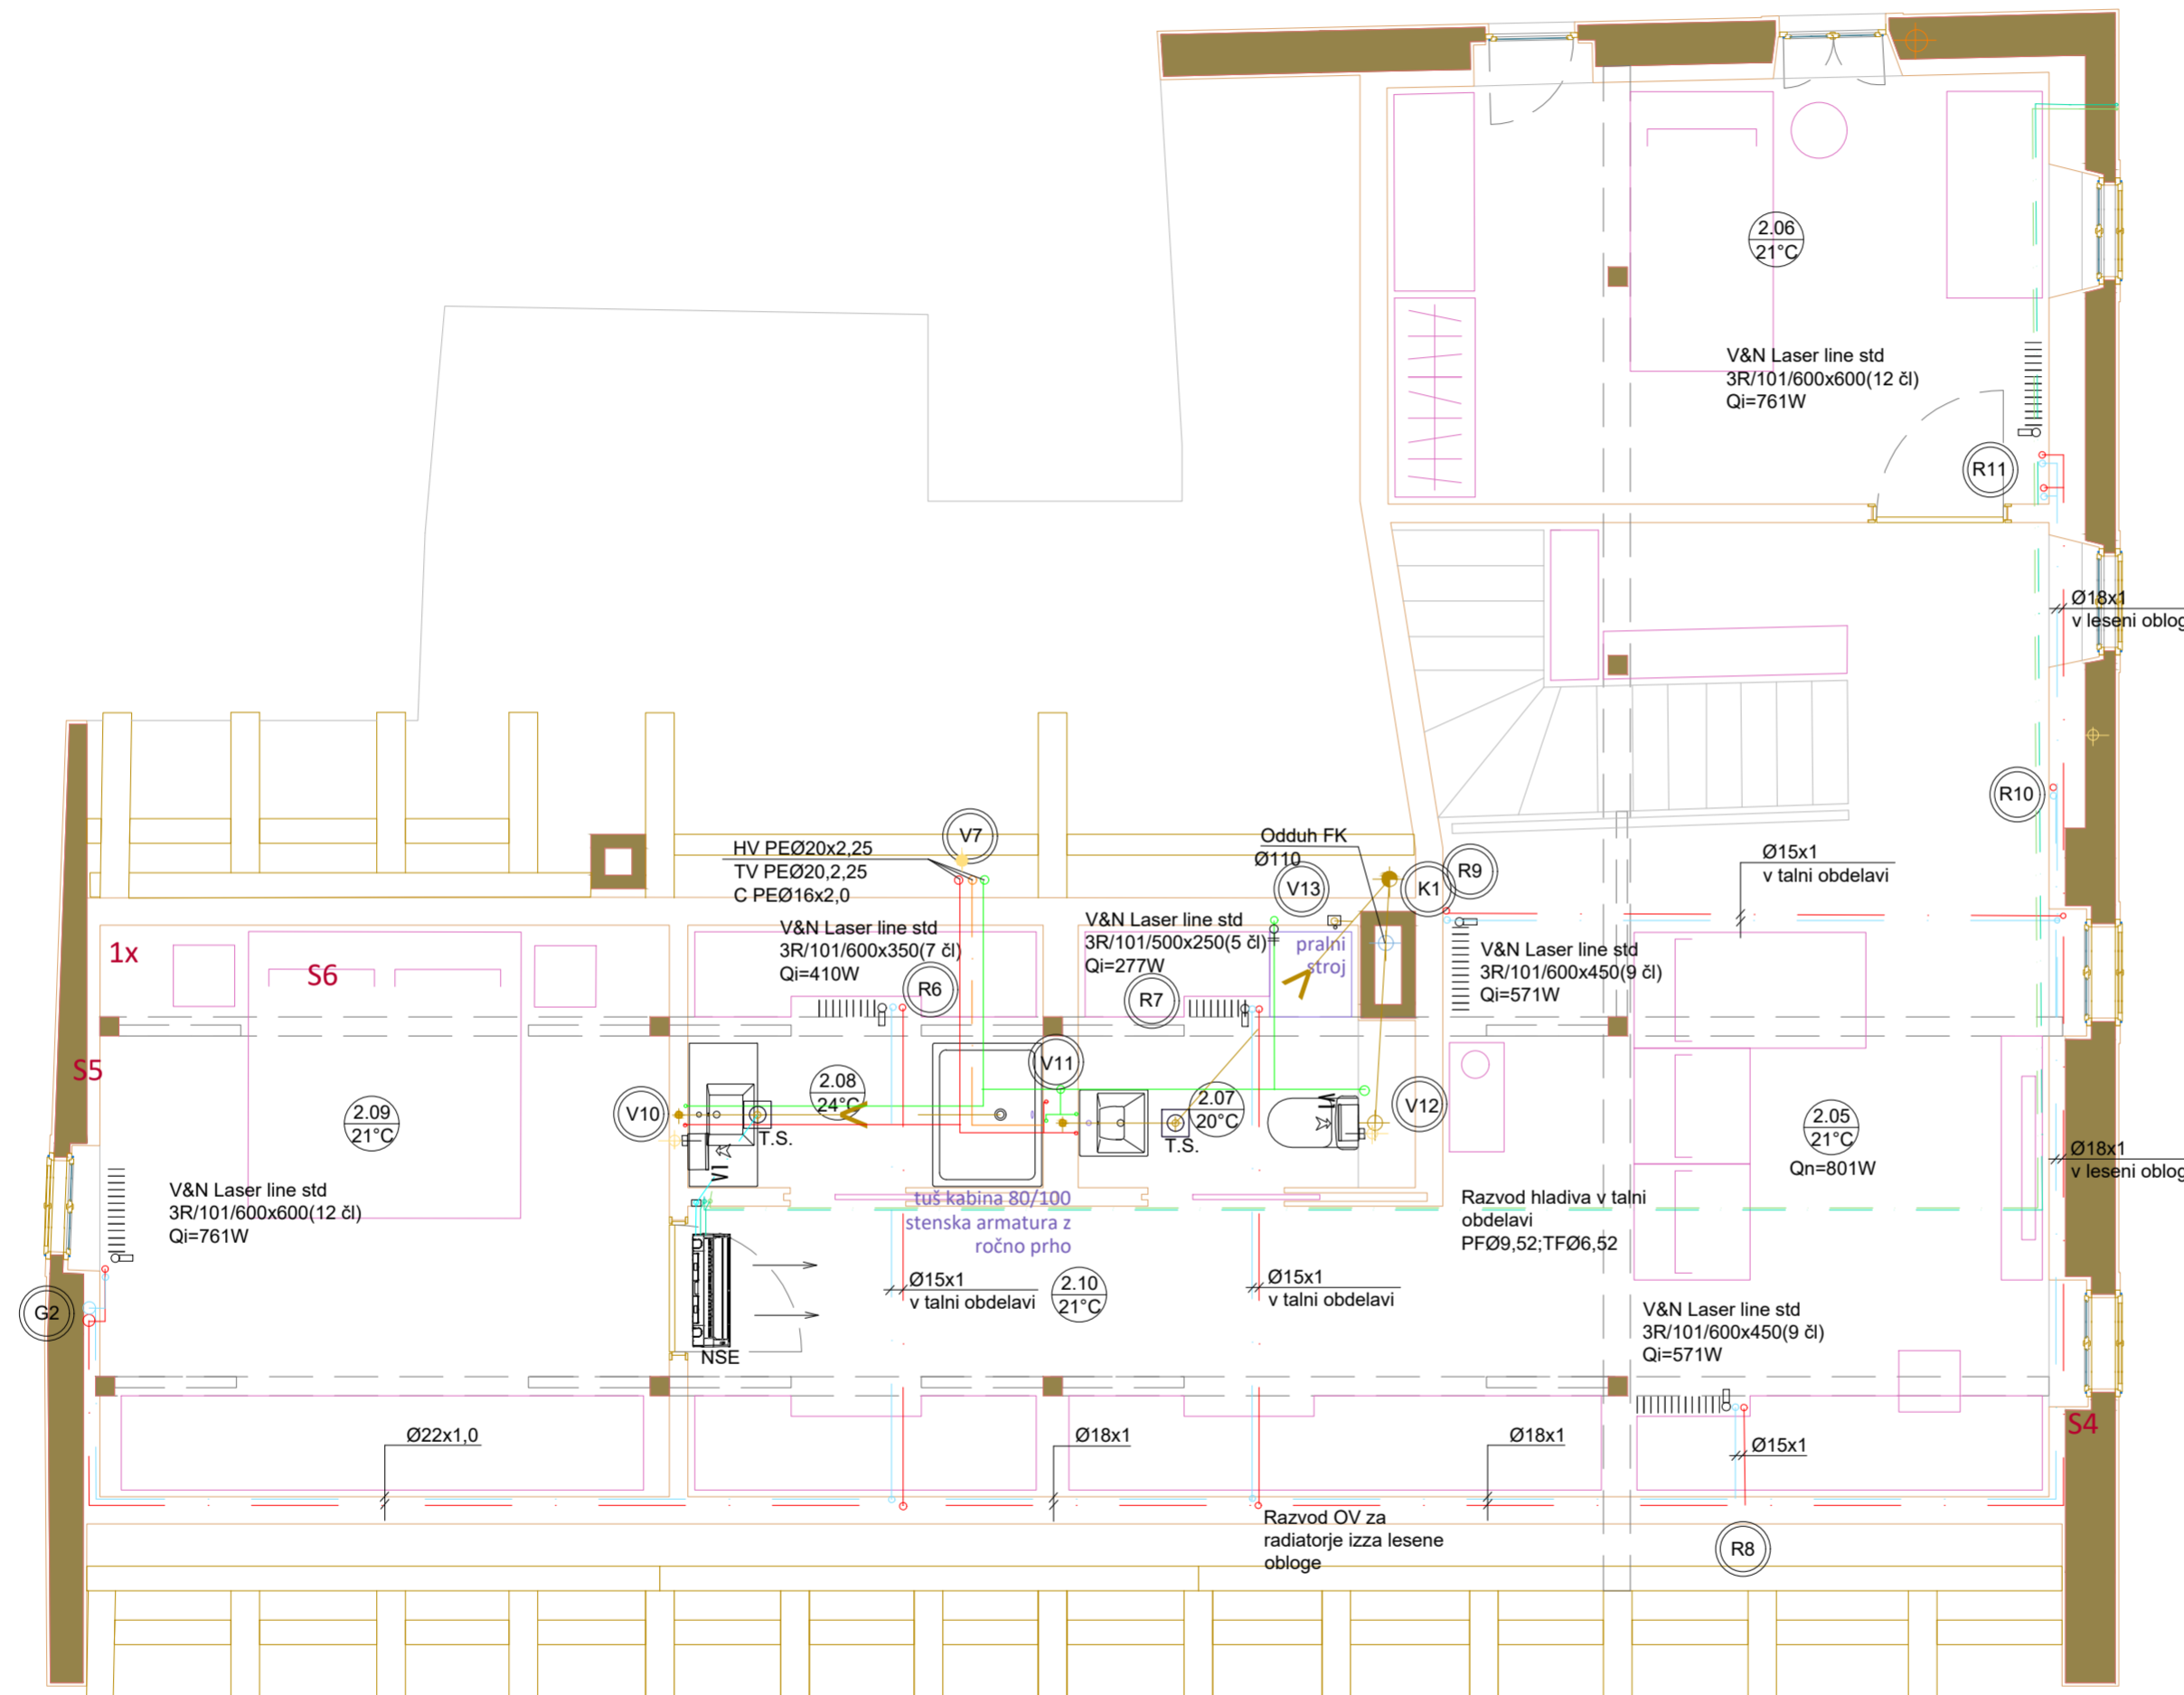 2.06
21°C
V&N Laser line std
3R/101/600x600(12 čl)
Qi=761W
R11
Ø18x1
v leseni oblog
R10
V7
HV PEØ20x2,25
TV PEØ20,2,25
C PEØ16x2,0
Odduh FK
Ø110
V13
K1
R9
Ø15x1
v talni obdelavi
1x
S6
V&N Laser line std
3R/101/600x350(7 čl)
Qi=410W
R6
V&N Laser line std
3R/101/500x250(5 čl)
Qi=277W
R7
pralni
stroj
V&N Laser line std
3R/101/600x450(9 čl)
Qi=571W
S5
2.09
21°C
V10
2.08
24°C
T.S.
V1
V11
2.07
20°C
T.S.
V1
V12
2.05
21°C
Qn=801W
Ø18x1
v leseni oblog
V&N Laser line std
3R/101/600x600(12 čl)
Qi=761W
tuš kabina 80/100
stenska armatura z
ročno prho
Razvod hladiva v talni
obdelavi
PFØ9,52;TFØ6,52
G2
NSE
Ø15x1
v talni obdelavi
2.10
21°C
Ø15x1
v talni obdelavi
V&N Laser line std
3R/101/600x450(9 čl)
Qi=571W
S4
Ø22x1,0
Ø18x1
Ø18x1
Ø15x1
Razvod OV za
radiatorje izza lesene
obloge
R8